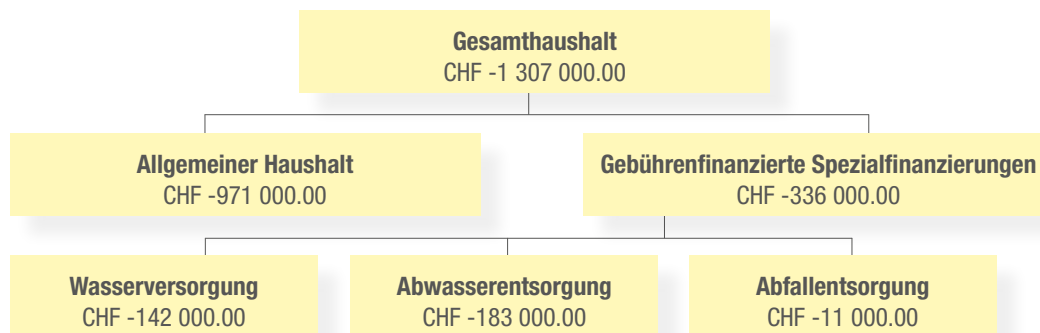 Gesamthaushalt
CHF -1 307 000.00
Allgemeiner Haushalt
CHF -971 000.00
Gebührenfinanzierte Spezialfinanzierungen
CHF -336 000.00
Wasserversorgung
CHF -142 000.00
Abwasserentsorgung
CHF -183 000.00
Abfallentsorgung
CHF -11 000.00